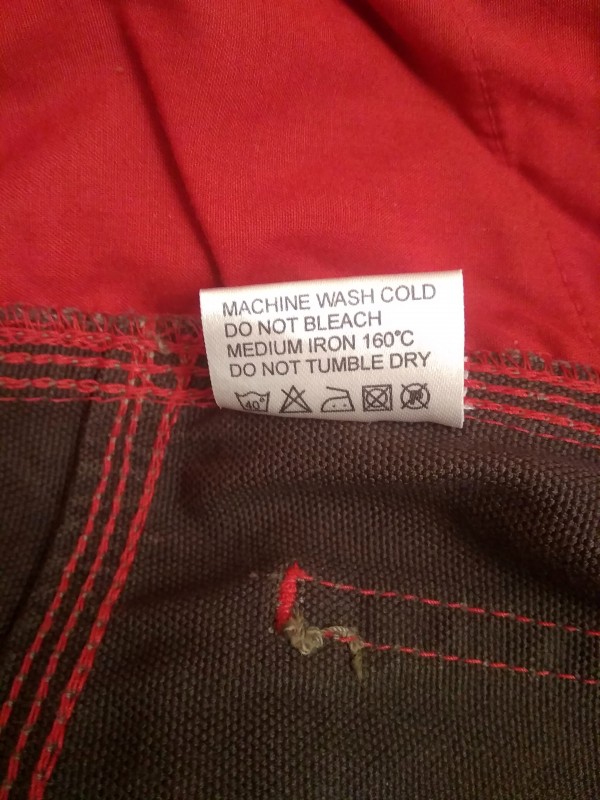 MACHINE WASH COLD
DO NOT BLEACH
MEDIUM IRON 160°C
DO NOT TUMBLE DRY
40°